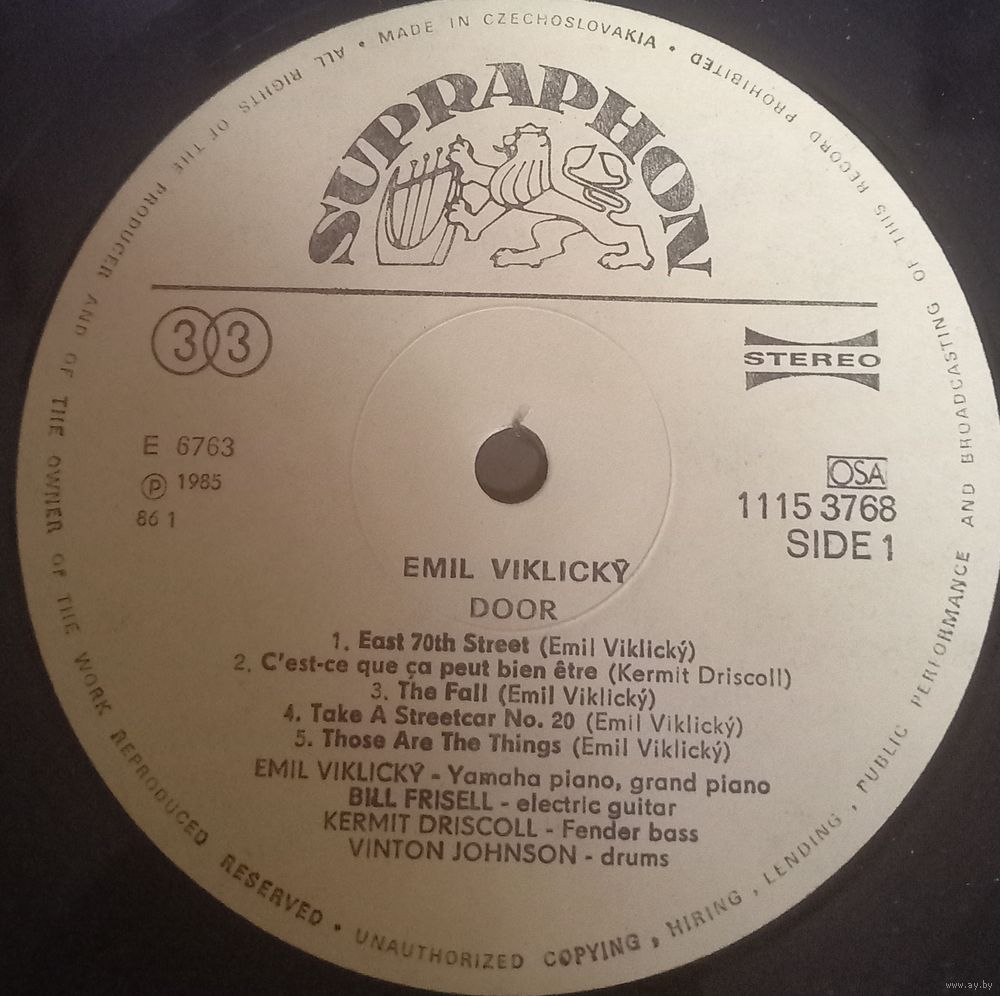 ALL RIGHTS OF THE PRODUCER AND OF THE OWNER OF THE WORK REPRODUCED RESERVED • UNAUTHORIZED COPYING, HIRING, LENDING, PUBLIC PERFORMANCE AND BROADCASTING OF THIS RECORD PROHIBITED • MADE IN CZECHOSLOVAKIA •
SUPRAPHON
33
STEREO
E 6763
Ⓟ 1985
86 1
OSA
1115 3768
SIDE 1
EMIL VIKLICKÝ
DOOR
1. East 70th Street (Emil Viklický)
2. C'est-ce que ça peut bien être (Kermit Driscoll)
3. The Fall (Emil Viklický)
4. Take A Streetcar No. 20 (Emil Viklický)
5. Those Are The Things (Emil Viklický)
EMIL VIKLICKÝ - Yamaha piano, grand piano
BILL FRISELL - electric guitar
KERMIT DRISCOLL - Fender bass
VINTON JOHNSON - drums
www.ay.by